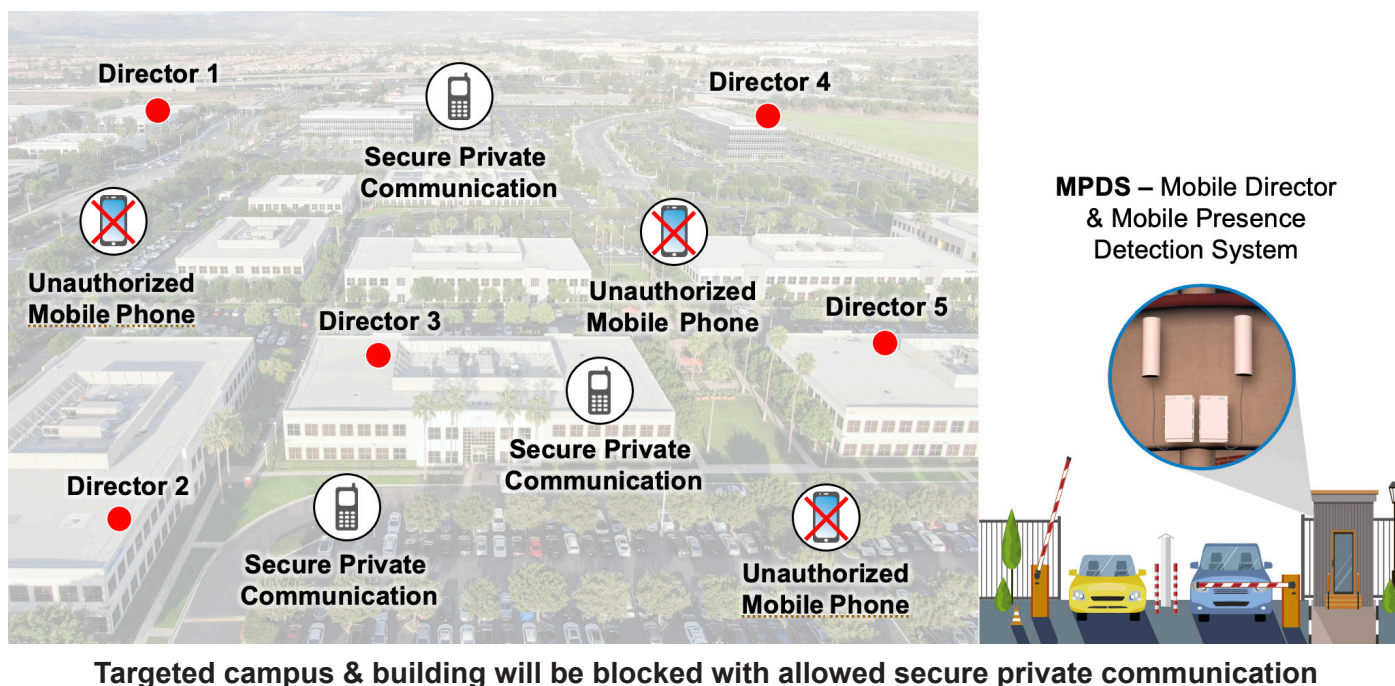 Director 1
Director 4
Secure Private
Communication
Unauthorized
Mobile Phone
Unauthorized
Mobile Phone
Director 3
Director 5
Secure Private
Communication
Director 2
Secure Private
Communication
Unauthorized
Mobile Phone
MPDS – Mobile Director
& Mobile Presence
Detection System
Targeted campus & building will be blocked with allowed secure private communication